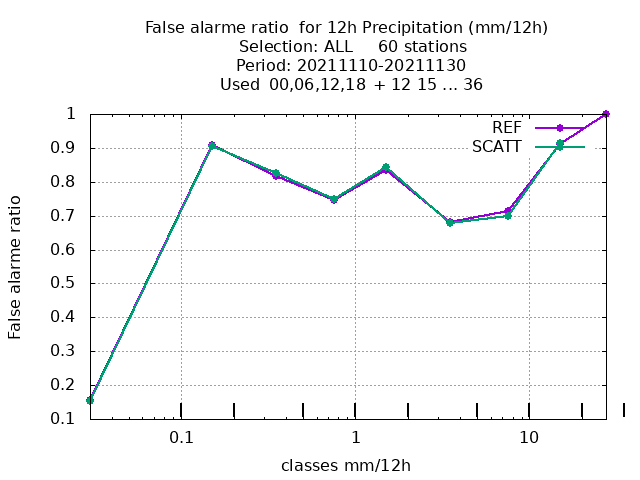 False alarme ratio  for 12h Precipitation (mm/12h)
Selection: ALL     60 stations
Period: 20211110-20211130
Used  00,06,12,18  + 12 15 ... 36
REF
SCATT
1
0.9
0.8
0.7
0.6
0.5
0.4
0.3
0.2
0.1
False alarme ratio
0.1
1
10
classes mm/12h